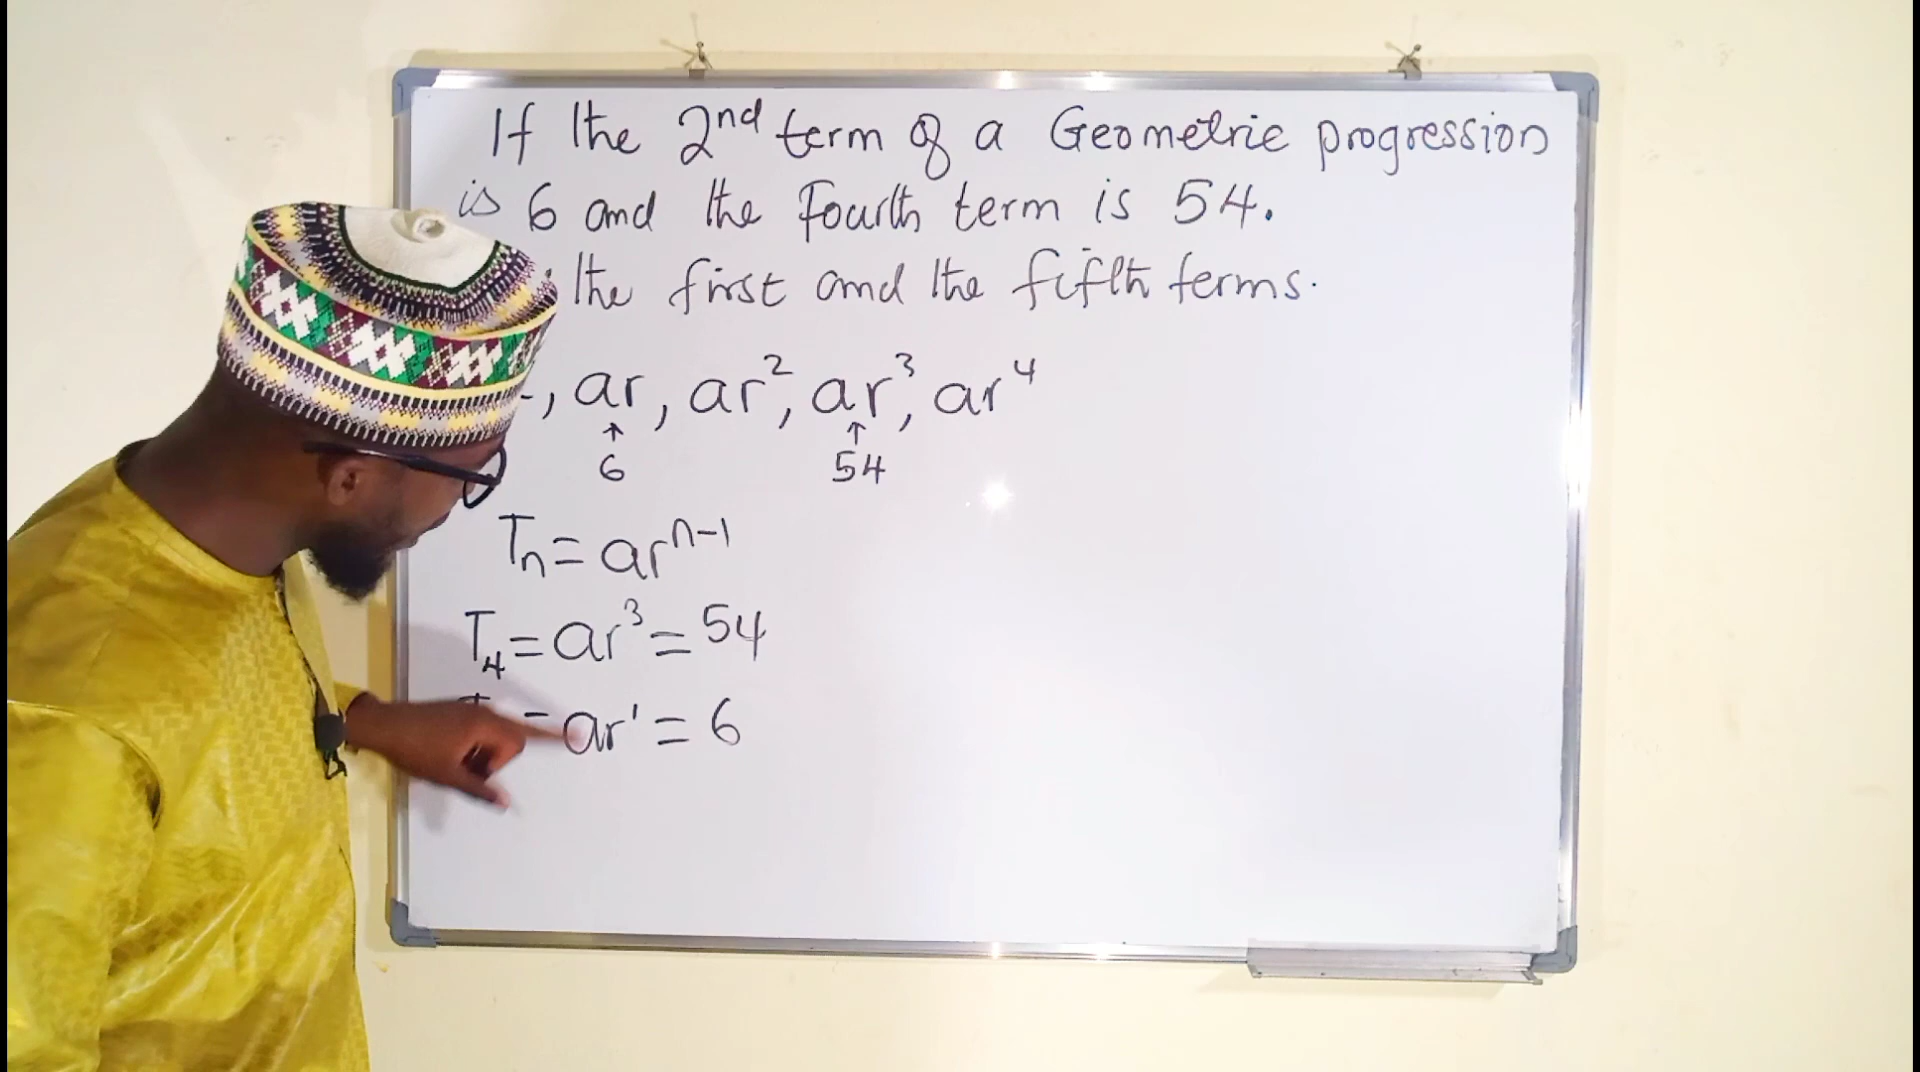 If the 2nd term of a Geometric progression
is 6 and the Fourth term is 54.
the first and the fifth terms.
, ar, ar², ar³, ar⁴
↑ ↑
6 54
Tn = ar^n-1
T4 = ar³ = 54
= ar¹ = 6